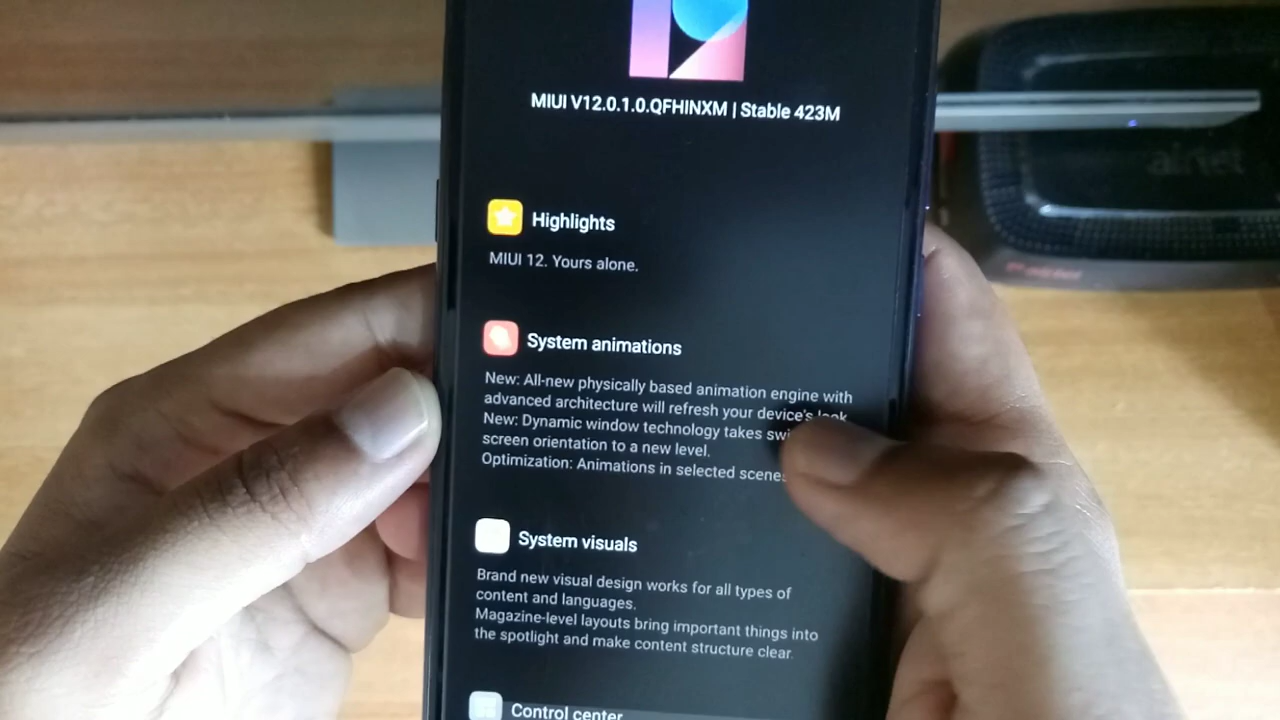 MIUI V12.0.1.0.QFHINXM | Stable 423M
airtel
Highlights
MIUI 12. Yours alone.
System animations
New: All-new physically based animation engine with
advanced architecture will refresh your device's look
New: Dynamic window technology takes
screen orientation to a new level.
Optimization: Animations in selected
System visuals
Brand new visual design works for all types of
content and languages.
Magazine-level layouts bring important things into
the spotlight and make content structure clear.
Control center